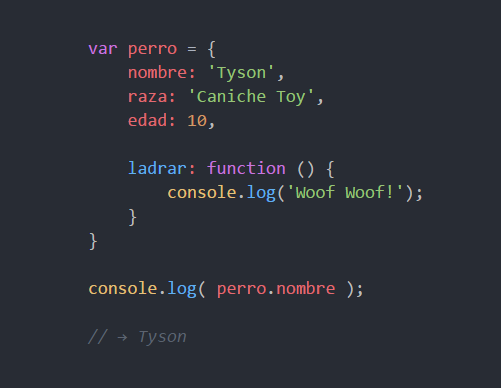 var perro = {
    nombre: 'Tyson',
    raza: 'Caniche Toy',
    edad: 10,
    ladrar: function () {
        console.log('Woof Woof!');
    }
}
console.log( perro.nombre );
// → Tyson